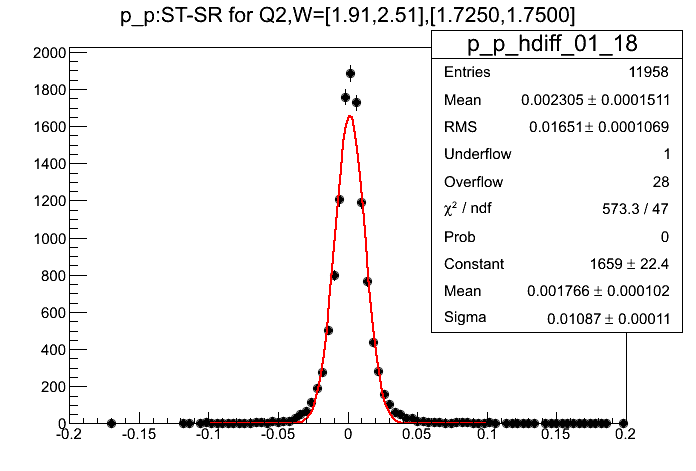 p_p:ST-SR for Q2,W=[1.91,2.51],[1.7250,1.7500]
p_p_hdiff_01_18
Entries 11958
Mean 0.002305 ± 0.0001511
RMS 0.01651 ± 0.0001069
Underflow 1
Overflow 28
χ² / ndf 573.3 / 47
Prob 0
Constant 1659 ± 22.4
Mean 0.001766 ± 0.000102
Sigma 0.01087 ± 0.00011
2000
1800
1600
1400
1200
1000
800
600
400
200
0
-0.2 -0.15 -0.1 -0.05 0 0.05 0.1 0.15 0.2